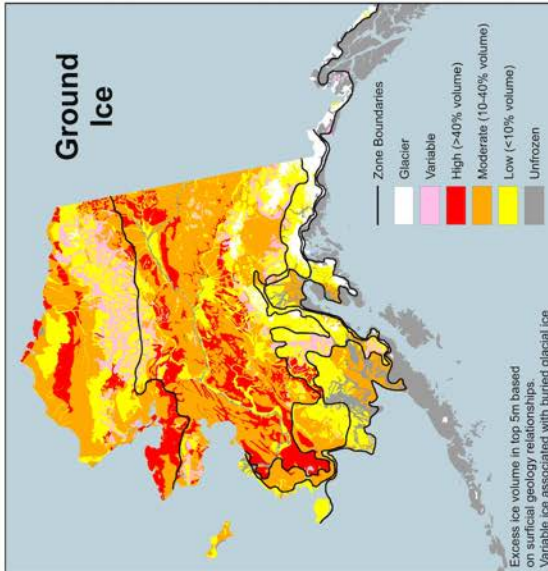 Ground
Ice
Zone Boundaries
Glacier
Variable
High (>40% volume)
Moderate (10-40% volume)
Low (<10% volume)
Unfrozen
Excess ice volume in top 5m based
on surficial geology relationships.
Variable ice associated with buried glacial ice